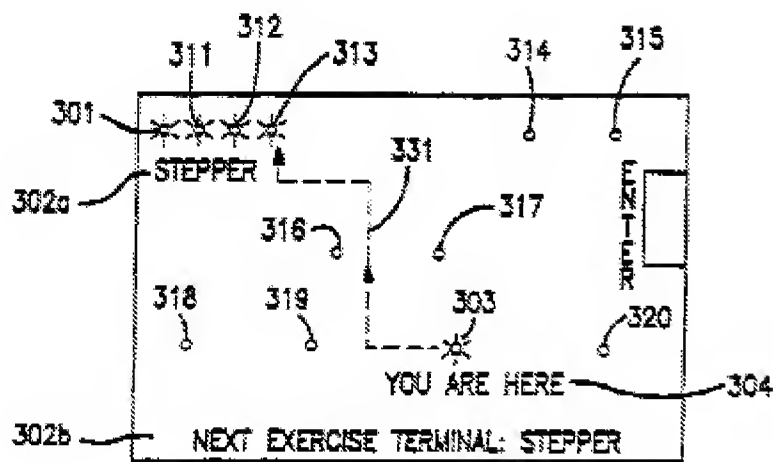 312
311
313
314
315
301
STEPPER
331
302a
ENTER
316
317
318
319
303
320
YOU ARE HERE
304
302b
NEXT EXERCISE TERMINAL: STEPPER